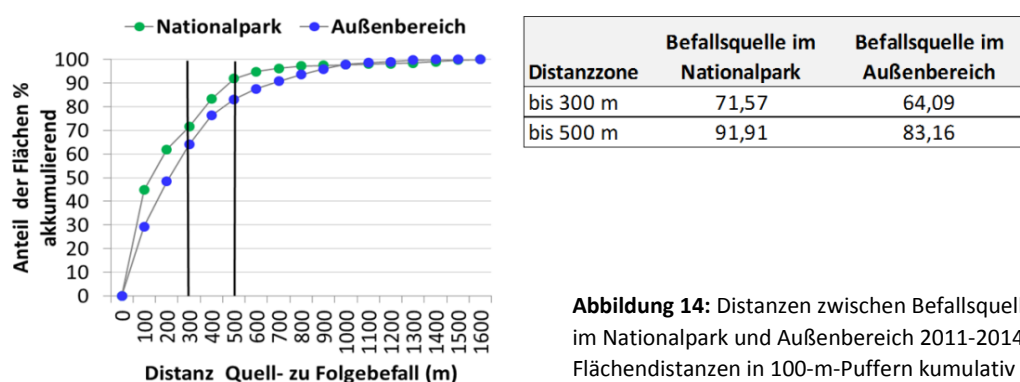 Nationalpark Außenbereich
100
90
80
70
60
50
40
30
20
10
0
Anteil der Flächen %
akkumulierend
0 100 200 300 400 500 600 700 800 900 1000 1100 1200 1300 1400 1500 1600
Distanz Quell- zu Folgebefall (m)
Befallsquelle im Befallsquelle im
Distanzzone Nationalpark Außenbereich
bis 300 m 71,57 64,09
bis 500 m 91,91 83,16
Abbildung 14: Distanzen zwischen Befallsquell
im Nationalpark und Außenbereich 2011-2014
Flächendistanzen in 100-m-Puffern kumulativ